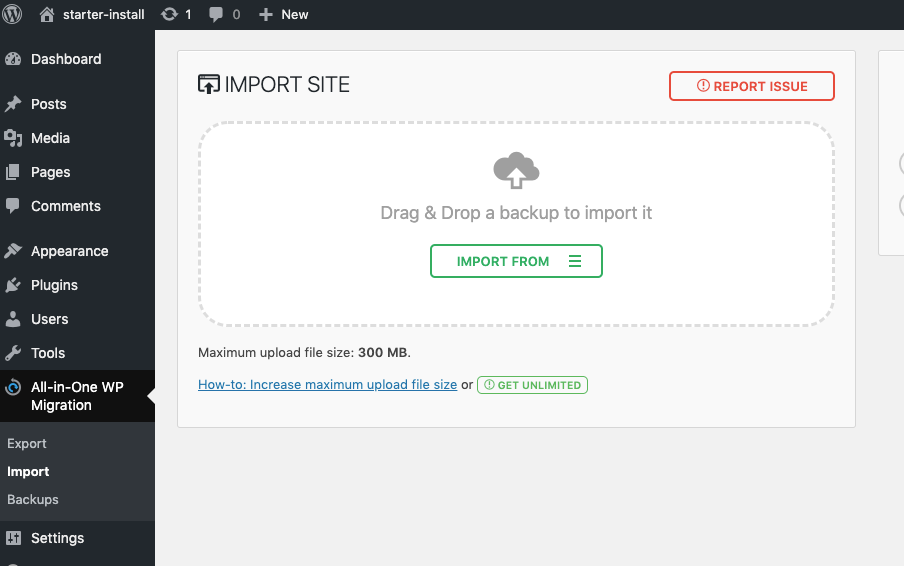 starter-install 1 0 New
Dashboard
Posts
Media
Pages
Comments
Appearance
Plugins
Users
Tools
All-in-One WP
Migration
Export
Import
Backups
Settings
IMPORT SITE
REPORT ISSUE
Drag & Drop a backup to import it
IMPORT FROM
Maximum upload file size: 300 MB.
How-to: Increase maximum upload file size or GET UNLIMITED